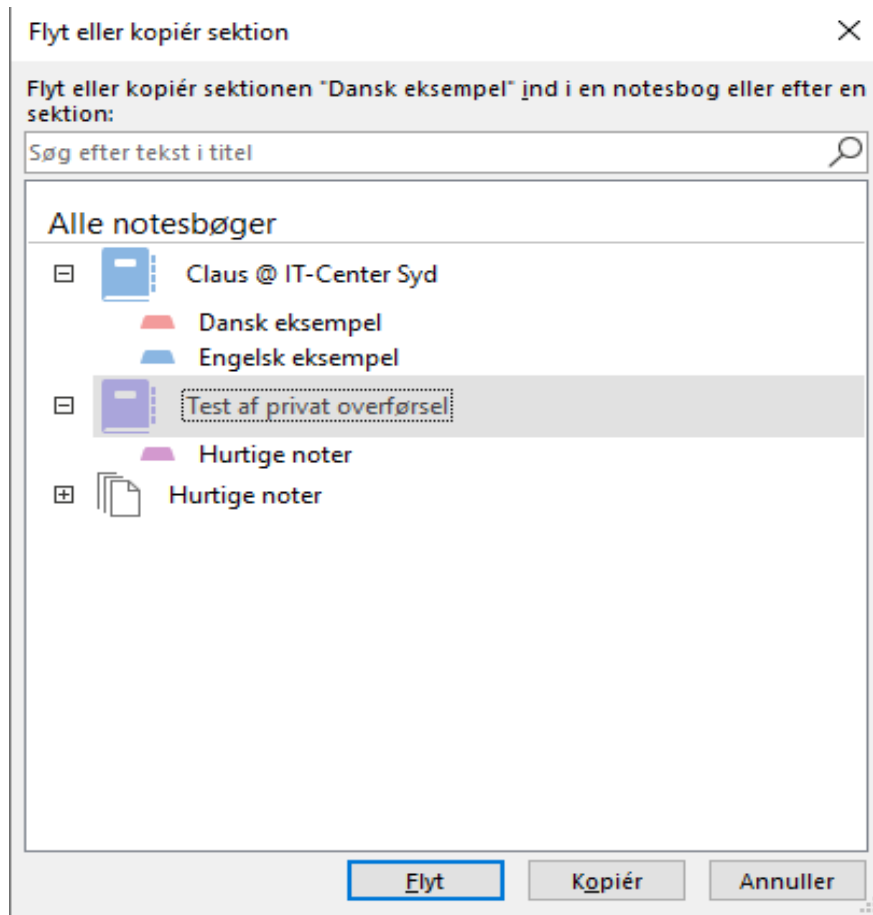 Flyt eller kopiér sektion
Flyt eller kopiér sektionen "Dansk eksempel" ind i en notesbog eller efter en
sektion:
Søg efter tekst i titel
Alle notesbøger
Claus @ IT-Center Syd
Dansk eksempel
Engelsk eksempel
Test af privat overførsel
Hurtige noter
Hurtige noter
Flyt Kopiér Annuller